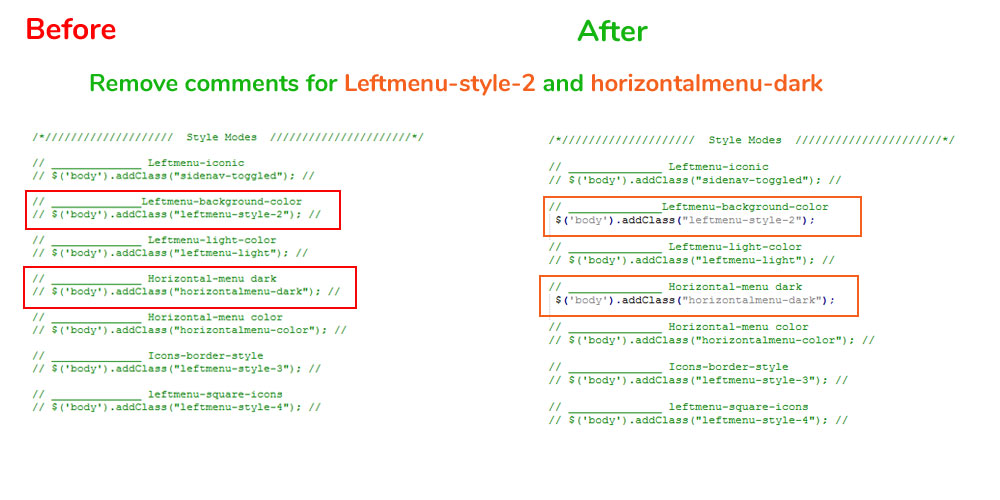 Before
After
Remove comments for Leftmenu-style-2 and horizontalmenu-dark
/*//////////////////// Style Modes //////////////////////*/
// ______________ Leftmenu-iconic
// $('body').addClass("sidenav-toggled"); //
// ______________Leftmenu-background-color
// $('body').addClass("leftmenu-style-2"); //
// ______________ Leftmenu-light-color
// $('body').addClass("leftmenu-light"); //
// ______________ Horizontal-menu dark
// $('body').addClass("horizontalmenu-dark"); //
// ______________ Horizontal-menu color
// $('body').addClass("horizontalmenu-color"); //
// ______________ Icons-border-style
// $('body').addClass("leftmenu-style-3"); //
// ______________ leftmenu-square-icons
// $('body').addClass("leftmenu-style-4"); //
/*//////////////////// Style Modes ///////////////////////*/
// ______________ Leftmenu-iconic
// $('body').addClass("sidenav-toggled"); //
// ______________Leftmenu-background-color
$('body').addClass("leftmenu-style-2");
// ______________ Leftmenu-light-color
// $('body').addClass("leftmenu-light"); //
// ______________ Horizontal-menu dark
$('body').addClass("horizontalmenu-dark");
// ______________ Horizontal-menu color
// $('body').addClass("horizontalmenu-color"); //
// ______________ Icons-border-style
// $('body').addClass("leftmenu-style-3"); //
// ______________ leftmenu-square-icons
// $('body').addClass("leftmenu-style-4"); //